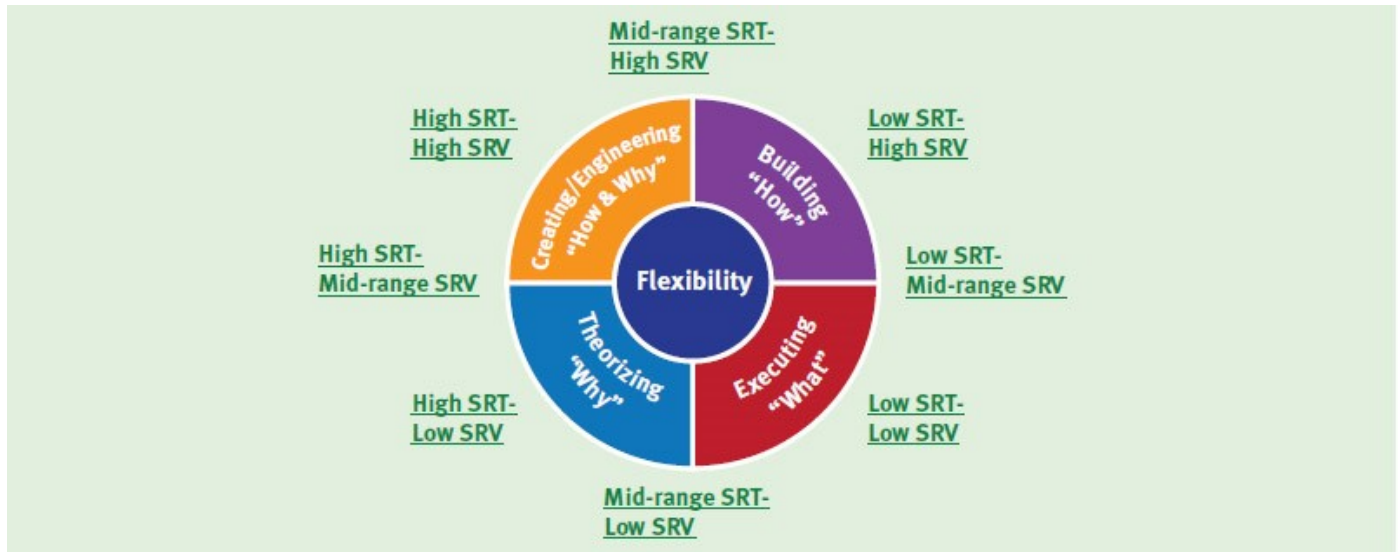 Mid-range SRT-
High SRV
High SRT-
High SRV
Low SRT-
High SRV
Creating/Engineering
“How & Why”
Building
“How”
High SRT-
Mid-range SRV
Flexibility
Low SRT-
Mid-range SRV
Theorizing
“Why”
Executing
“What”
High SRT-
Low SRV
Low SRT-
Low SRV
Mid-range SRT-
Low SRV